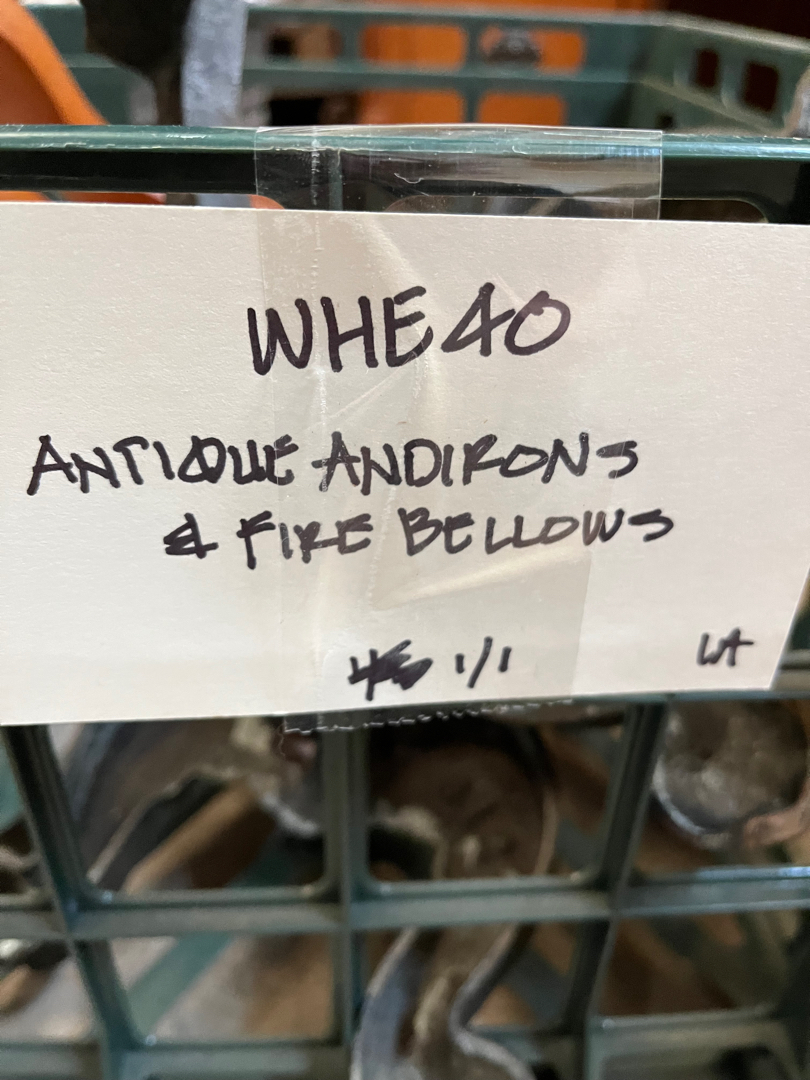 WHE40
ANTIQUE ANDIRONS
& FIRE BELLOWS
1/1